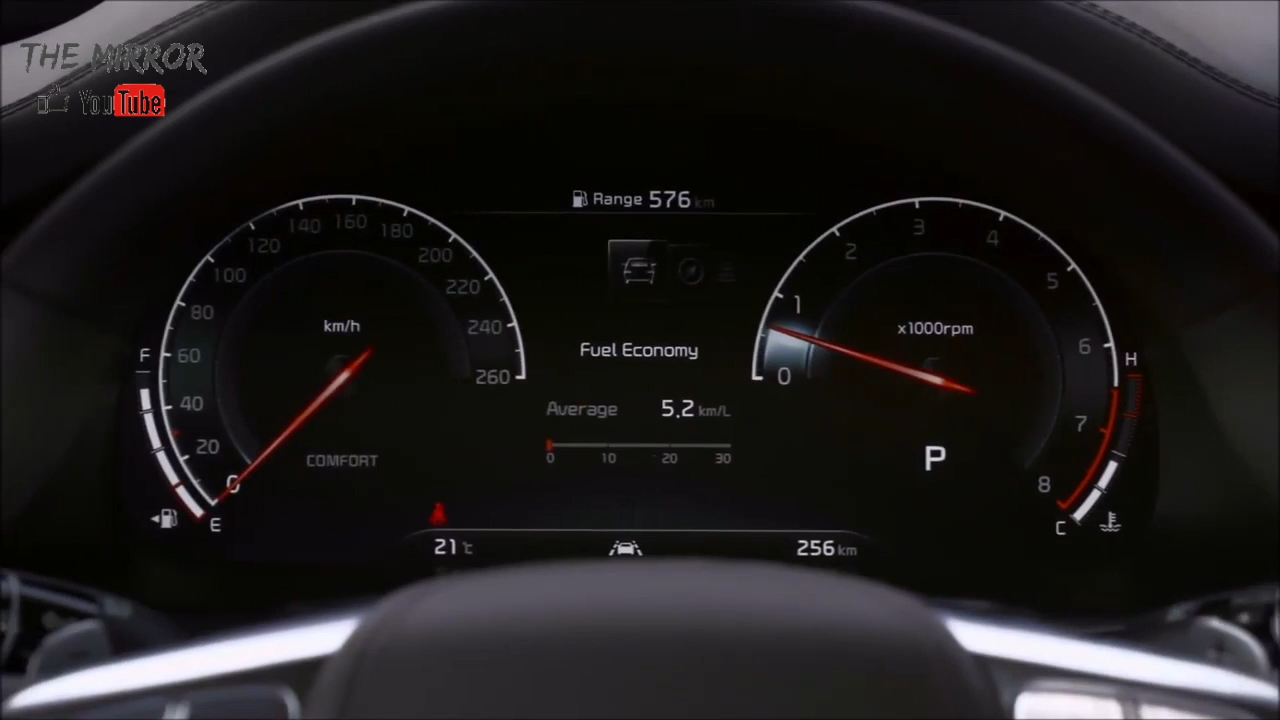 THE MIRROR
YouTube
Range 576 km
140 160 180
120 200
100 220
80 240
60 260
40
20
0
km/h
COMFORT
F
E
Fuel Economy
Average 5.2 km/L
0 10 20 30
0 1 2 3 4 5 6 7 8
x1000rpm
P
H
C
21°C
256 km